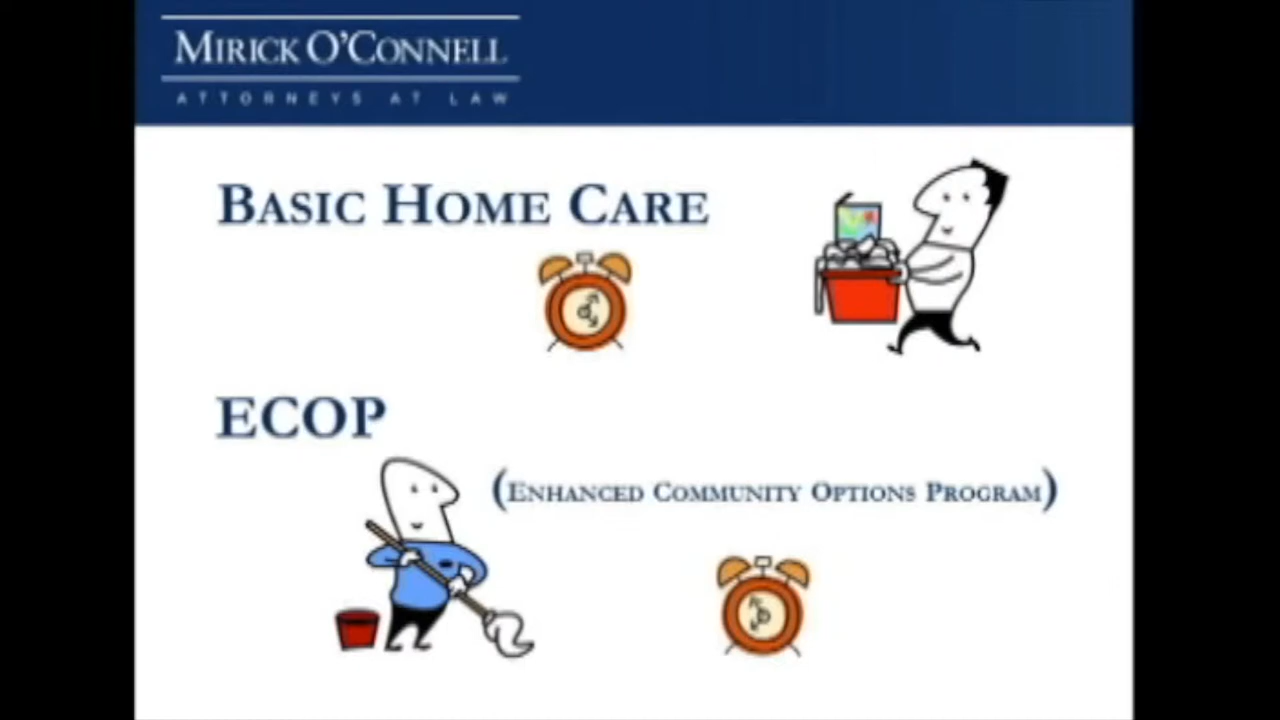 MIRICK O'CONNELL
ATTORNEYS AT LAW
BASIC HOME CARE
ECOP
(ENHANCED COMMUNITY OPTIONS PROGRAM)